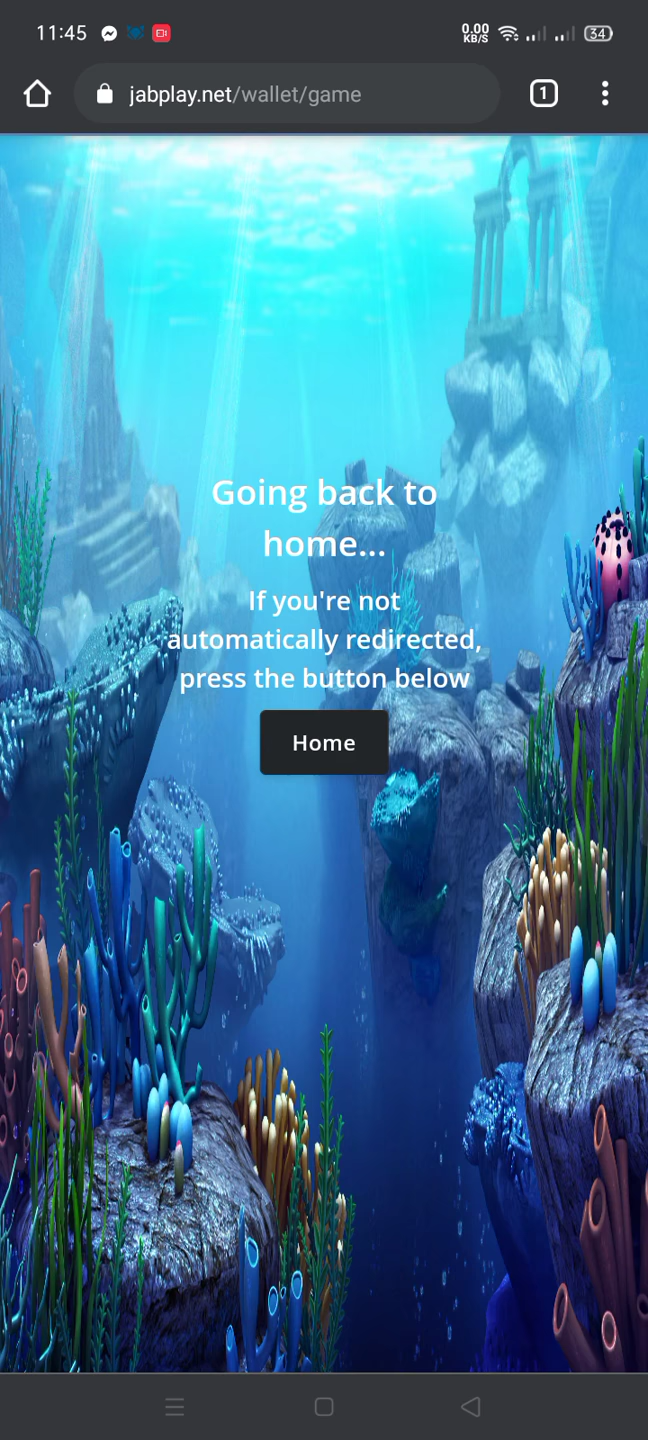 11:45
0.00
KB/S
34
jabplay.net/wallet/game
1
Going back to
home...
If you're not
automatically redirected,
press the button below
Home